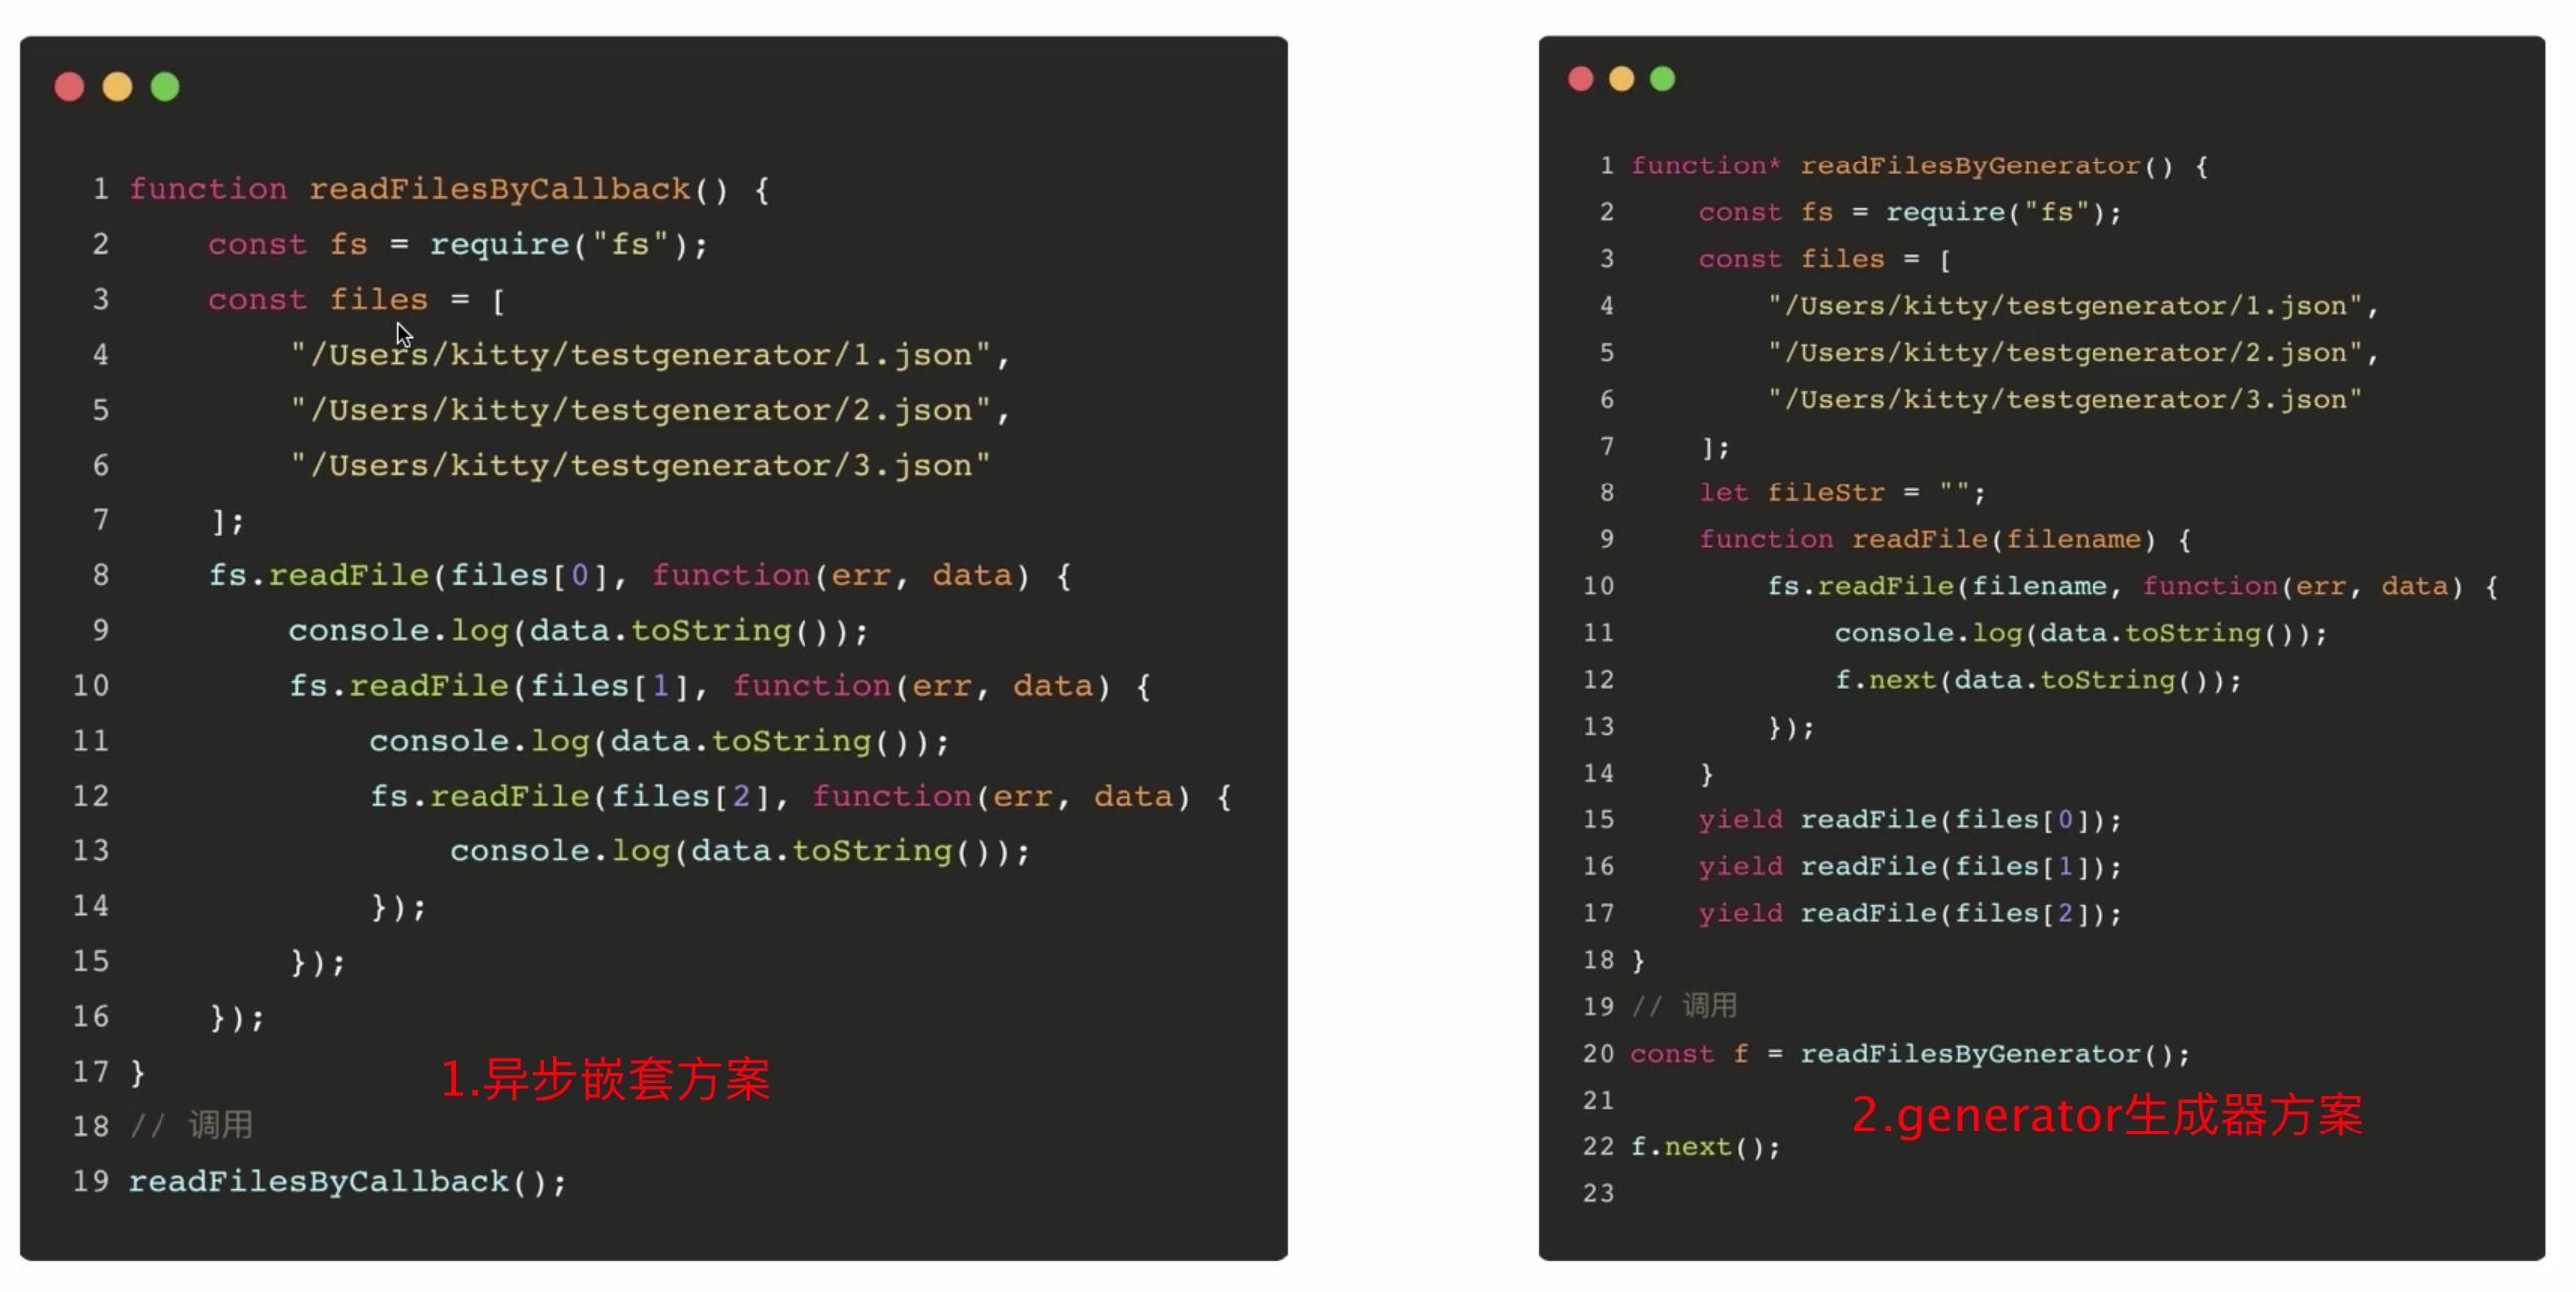 1 function readFilesByCallback() {
2     const fs = require("fs");
3     const files = [
4         "/Users/kitty/testgenerator/1.json",
5         "/Users/kitty/testgenerator/2.json",
6         "/Users/kitty/testgenerator/3.json"
7     ];
8     fs.readFile(files[0], function(err, data) {
9         console.log(data.toString());
10         fs.readFile(files[1], function(err, data) {
11             console.log(data.toString());
12             fs.readFile(files[2], function(err, data) {
13                 console.log(data.toString());
14             });
15         });
16     });
17 }
1.异步嵌套方案
18 // 调用
19 readFilesByCallback();
1 function* readFilesByGenerator() {
2     const fs = require("fs");
3     const files = [
4         "/Users/kitty/testgenerator/1.json",
5         "/Users/kitty/testgenerator/2.json",
6         "/Users/kitty/testgenerator/3.json"
7     ];
8     let fileStr = "";
9     function readFile(filename) {
10         fs.readFile(filename, function(err, data) {
11             console.log(data.toString());
12             f.next(data.toString());
13         });
14     }
15     yield readFile(files[0]);
16     yield readFile(files[1]);
17     yield readFile(files[2]);
18 }
19 // 调用
20 const f = readFilesByGenerator();
21
2.generator生成器方案
22 f.next();
23